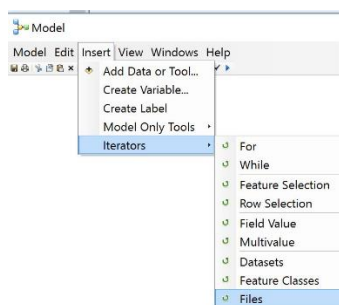 Model
Model Edit Insert View Windows Help
Add Data or Tool...
Create Variable...
Create Label
Model Only Tools
Iterators
For
While
Feature Selection
Row Selection
Field Value
Multivalue
Datasets
Feature Classes
Files